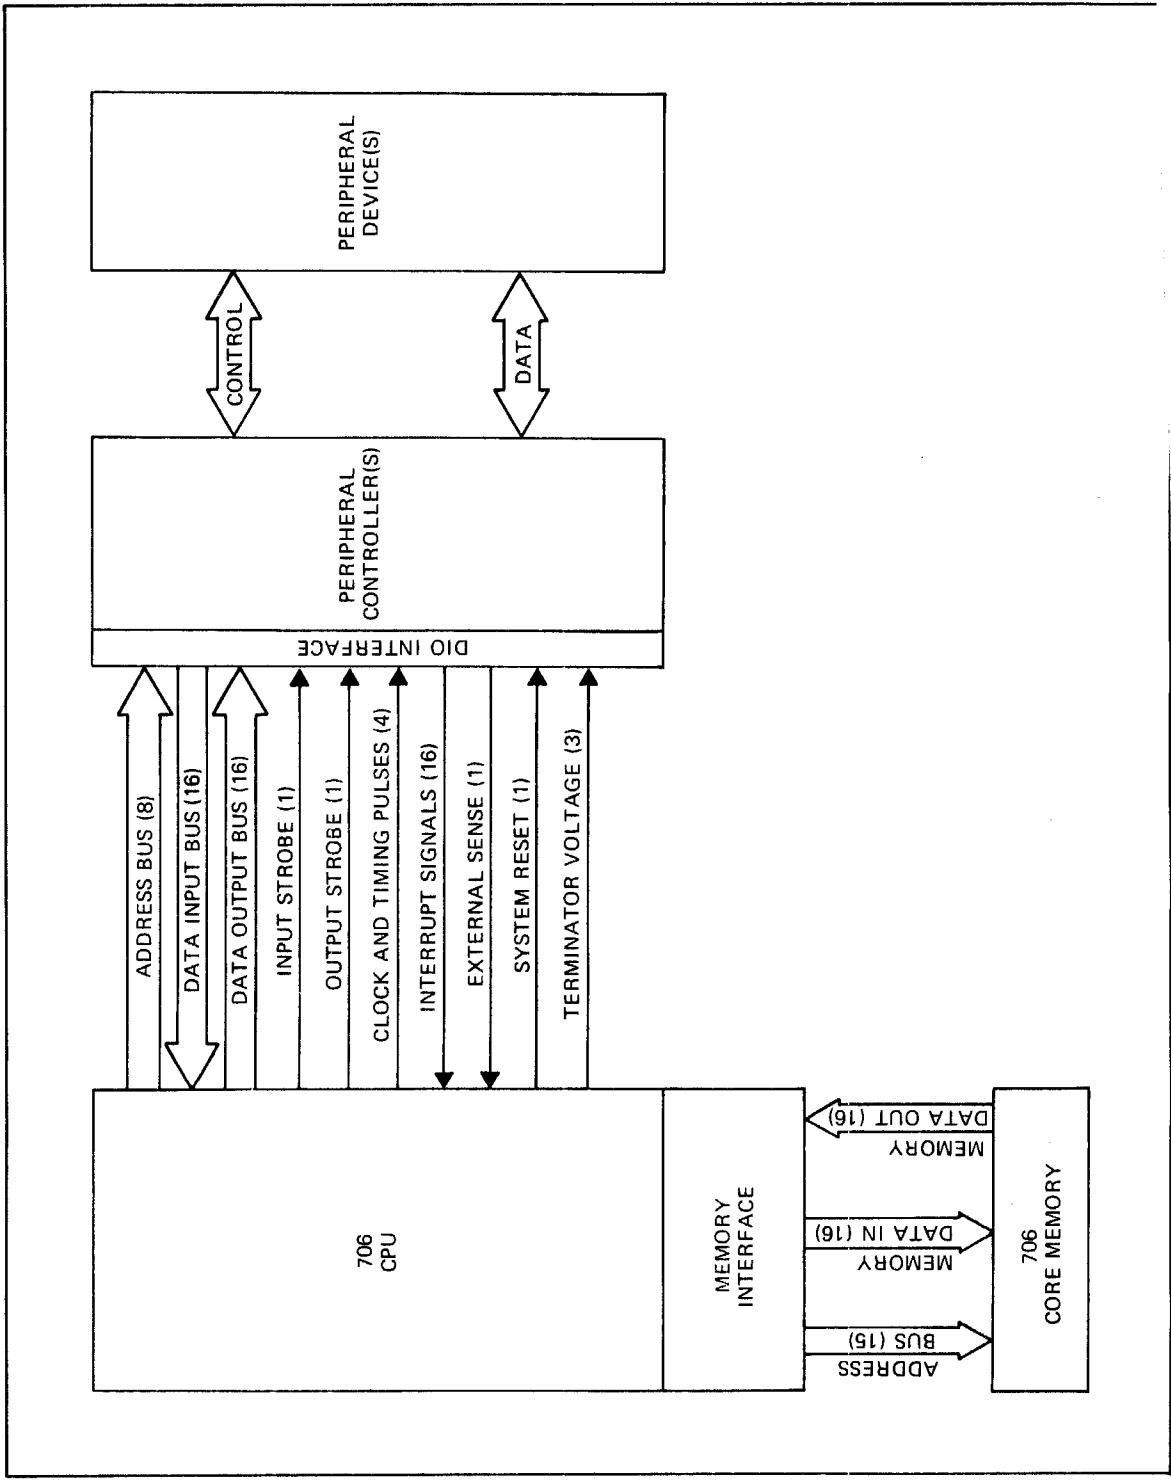 706
CPU
MEMORY
INTERFACE
ADDRESS
BUS (15)
MEMORY
DATA IN (16)
MEMORY
DATA OUT (16)
706
CORE MEMORY
ADDRESS BUS (8)
DATA INPUT BUS (16)
DATA OUTPUT BUS (16)
INPUT STROBE (1)
OUTPUT STROBE (1)
CLOCK AND TIMING PULSES (4)
INTERRUPT SIGNALS (16)
EXTERNAL SENSE (1)
SYSTEM RESET (1)
TERMINATOR VOLTAGE (3)
DIO INTERFACE
PERIPHERAL
CONTROLLER(S)
CONTROL
DATA
PERIPHERAL
DEVICE(S)